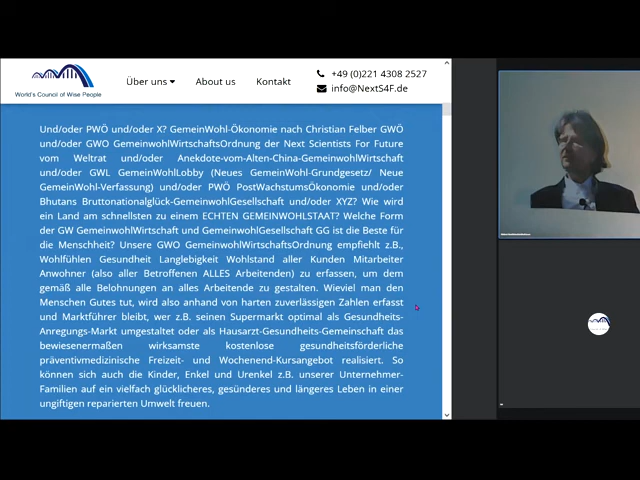 World's Council of Wise People
Über uns
About us
Kontakt
+49 (0)221 4308 2527
info@NextS4F.de
Und/oder PWÖ und/oder X? GemeinWohl-Ökonomie nach Christian Felber GWÖ
und/oder GWO GemeinWohlWirtschaftsOrdnung der Next Scientists For Future
vom Weltrat und/oder Anekdote-vom-Alten-China-GemeinwohlWirtschaft
und/oder GWL GemeinWohlLobby (Neues GemeinWohl-Grundgesetz/ Neue
GemeinWohl-Verfassung) und/oder PWÖ PostWachstumsÖkonomie und/oder
Bhutans Bruttonationalglück-GemeinwohlGesellschaft und/oder XYZ? Wie wird
ein Land am schnellsten zu einem ECHTEN GEMEINWOHLSTAAT? Welche Form
der GW GemeinwohlWirtschaft und GemeinwohlGesellschaft GG ist die Beste für
die Menschheit? Unsere GWO GemeinwohlWirtschaftsOrdnung empfiehlt z.B.,
Wohlfühlen Gesundheit Langlebigkeit Wohlstand aller Kunden Mitarbeiter
Anwohner (also aller Betroffenen ALLES Arbeitenden) zu erfassen, um dem
gemäß alle Belohnungen an alles Arbeitende zu gestalten. Wieviel man den
Menschen Gutes tut, wird also anhand von harten zuverlässigen Zahlen erfasst
und Marktführer bleibt, wer z.B. seinen Supermarkt optimal als Gesundheits-
Anregungs-Markt umgestaltet oder als Hausarzt-Gesundheits-Gemeinschaft das
bewiesenermaßen wirksamste kostenlose gesundheitsförderliche
präventivmedizinische Freizeit- und Wochenend-Kursangebot realisiert. So
können sich auch die Kinder, Enkel und Urenkel z.B. unserer Unternehmer-
Familien auf ein vielfach glücklicheres, gesünderes und längeres Leben in einer
ungiftigen reparierten Umwelt freuen.